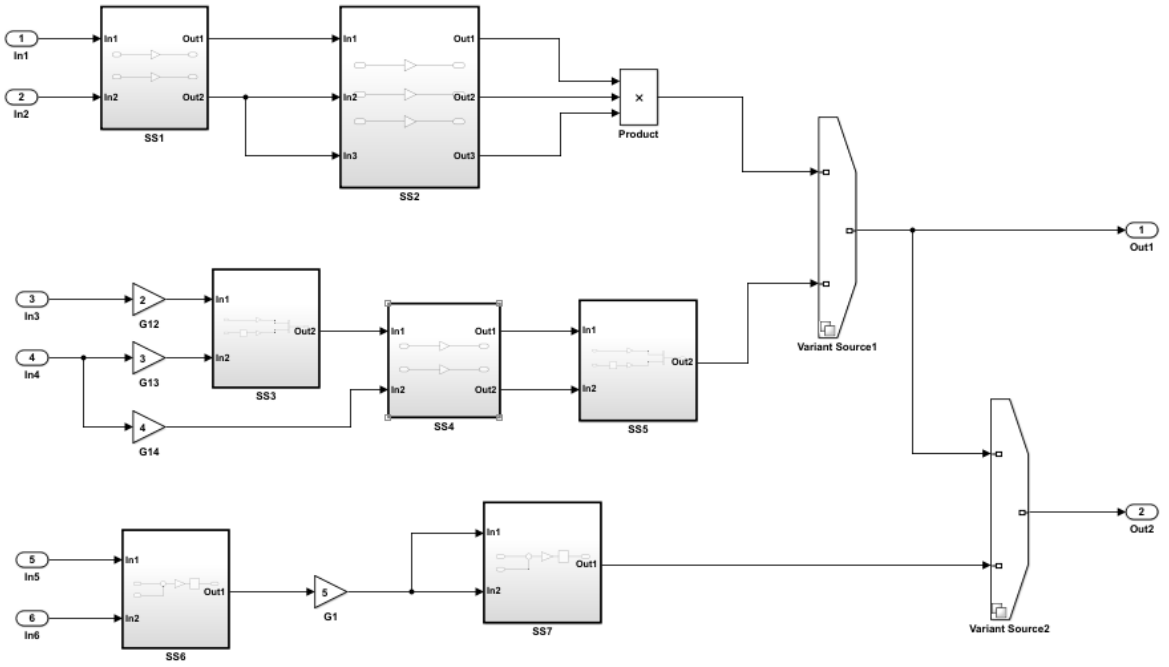 1
In1
2
In2
In1
In2
Out1
Out2
SS1
In1
In2
In3
Out1
Out2
Out3
SS2
×
Product
Variant Source1
1
Out1
3
In3
4
In4
2
G12
3
G13
4
G14
In1
In2
Out2
SS3
In1
In2
Out1
Out2
SS4
In1
In2
Out2
SS5
5
In5
6
In6
In1
In2
Out1
SS6
5
G1
In1
In2
Out1
SS7
Variant Source2
2
Out2